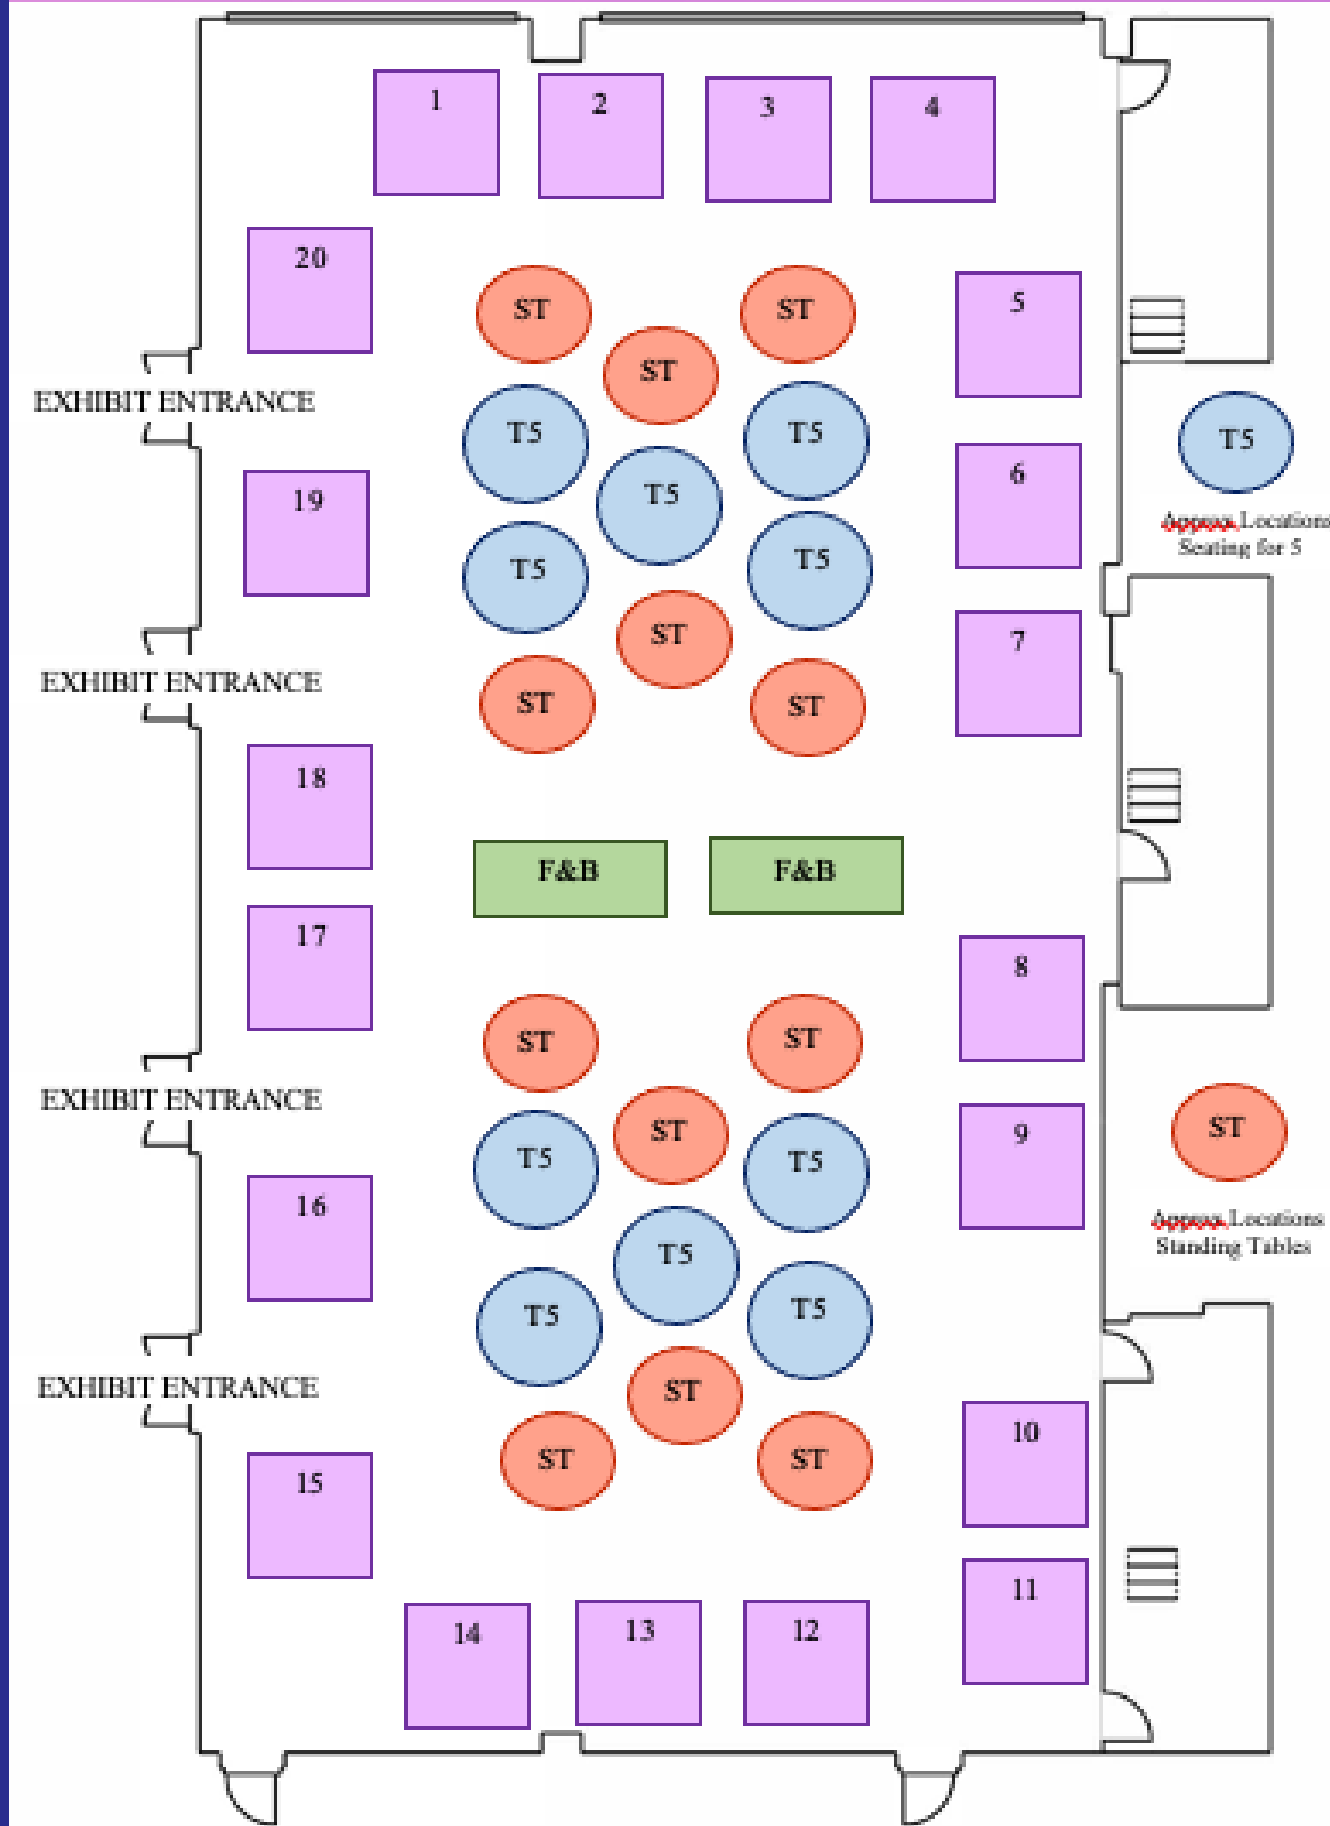 1
2
3
4
20
ST
ST
5
ST
EXHIBIT ENTRANCE
T5
T5
T5
T5
6
19
Approx. Locations
Seating for 5
T5
T5
ST
7
EXHIBIT ENTRANCE
ST
ST
18
F&B
F&B
17
8
ST
ST
EXHIBIT ENTRANCE
ST
9
ST
T5
T5
16
Approx. Locations
Standing Tables
T5
T5
T5
EXHIBIT ENTRANCE
ST
10
ST
ST
15
11
14
13
12